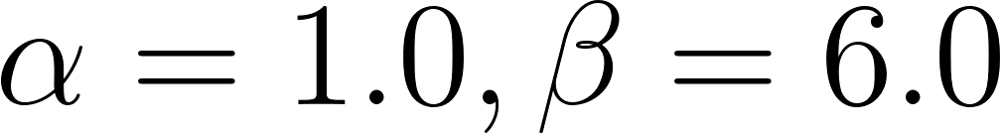 α = 1.0, β = 6.0